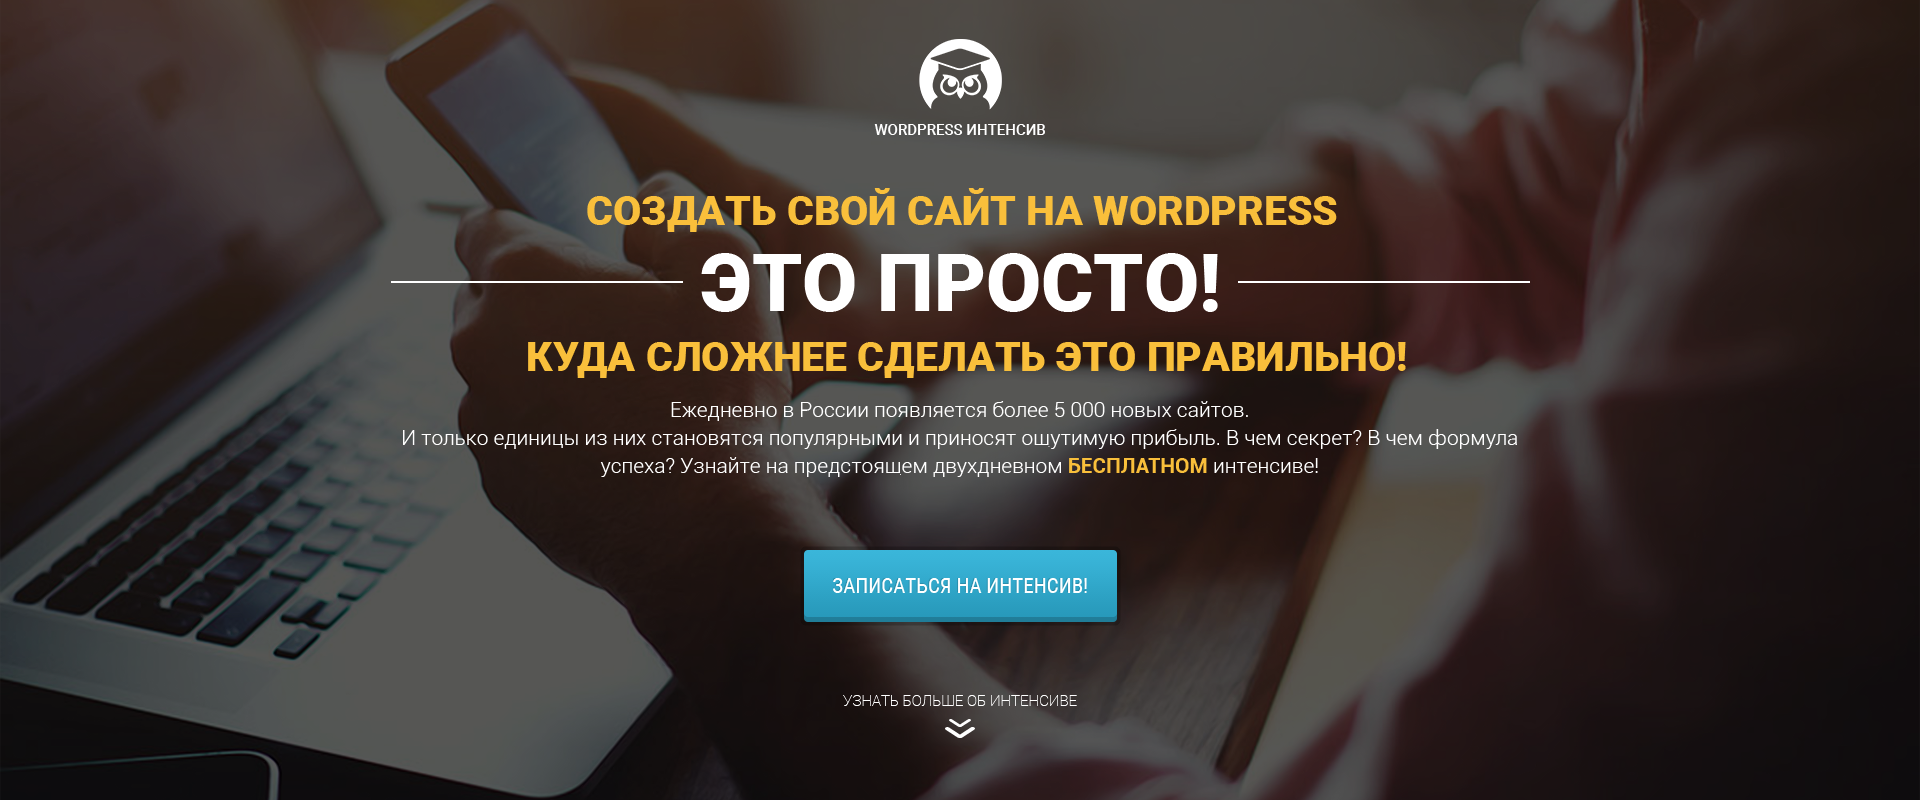 WORDPRESS ИНТЕНСИВ
СОЗДАТЬ СВОЙ САЙТ НА WORDPRESS
ЭТО ПРОСТО!
КУДА СЛОЖНЕЕ СДЕЛАТЬ ЭТО ПРАВИЛЬНО!
Ежедневно в России появляется более 5 000 новых сайтов.
И только единицы из них становятся популярными и приносят ошутимую прибыль. В чем секрет? В чем формула
успеха? Узнайте на предстояшем двухдневном БЕСПЛАТНОМ интенсиве!
ЗАПИСАТЬСЯ НА ИНТЕНСИВ!
УЗНАТЬ БОЛЬШЕ ОБ ИНТЕНСИВЕ